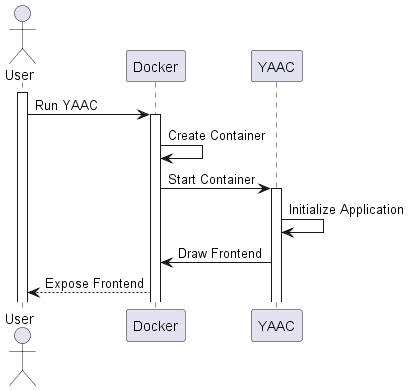 User
Docker
YAAC
Run YAAC
Create Container
Start Container
Initialize Application
Draw Frontend
Expose Frontend
User
Docker
YAAC